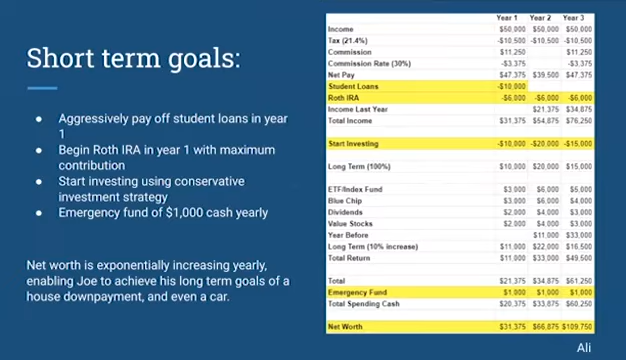 Short term goals:
● Aggressively pay off student loans in year
1
● Begin Roth IRA in year 1 with maximum
contribution
● Start investing using conservative
investment strategy
● Emergency fund of $1,000 cash yearly
Net worth is exponentially increasing yearly,
enabling Joe to achieve his long term goals of a
house downpayment, and even a car.
Year 1 Year 2 Year 3
Income $50,000 $50,000 $50,000
Tax (21.4%) -$10,500 -$10,500 -$10,500
Commission $11,250 $11,250
Commission Rate (30%) -$3,375 -$3,375
Net Pay $47,375 $39,500 $47,375
Student Loans -$10,000
Roth IRA -$6,000 -$6,000 -$6,000
Income Last Year $21,375 $34,875
Total Income $31,375 $54,875 $76,250
Start Investing -$10,000 -$20,000 -$15,000
Long Term (100%) $10,000 $20,000 $15,000
ETF/Index Fund $3,000 $6,000 $5,000
Blue Chip $3,000 $6,000 $4,000
Dividends $2,000 $4,000 $3,000
Value Stocks $2,000 $4,000 $3,000
Year Before $11,000 $33,000
Long Term (10% increase) $11,000 $22,000 $16,500
Total Return $11,000 $33,000 $49,500
Total $21,375 $34,875 $61,250
Emergency Fund $1,000 $1,000 $1,000
Total Spending Cash $20,375 $33,875 $60,250
Net Worth $31,375 $66,875 $109,750
Ali